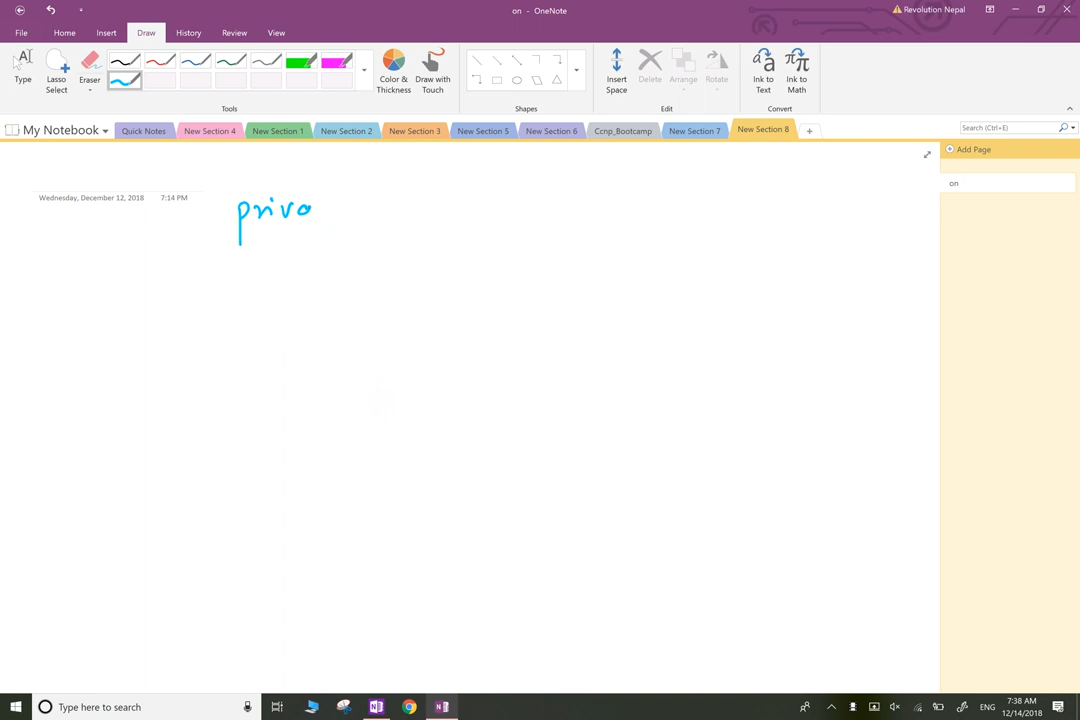 on - OneNote
Revolution Nepal
File Home Insert Draw History Review View
Type
Lasso Select
Eraser
Color & Thickness
Draw with Touch
Insert Space
Delete
Arrange
Rotate
Ink to Text
Ink to Math
Tools Shapes Edit Convert
My Notebook Quick Notes New Section 4 New Section 1 New Section 2 New Section 3 New Section 5 New Section 6 Ccnp_Bootcamp New Section 7 New Section 8
Search (Ctrl+E)
Add Page
on
Wednesday, December 12, 2018 7:14 PM
priva
Type here to search
ENG
7:38 AM
12/14/2018